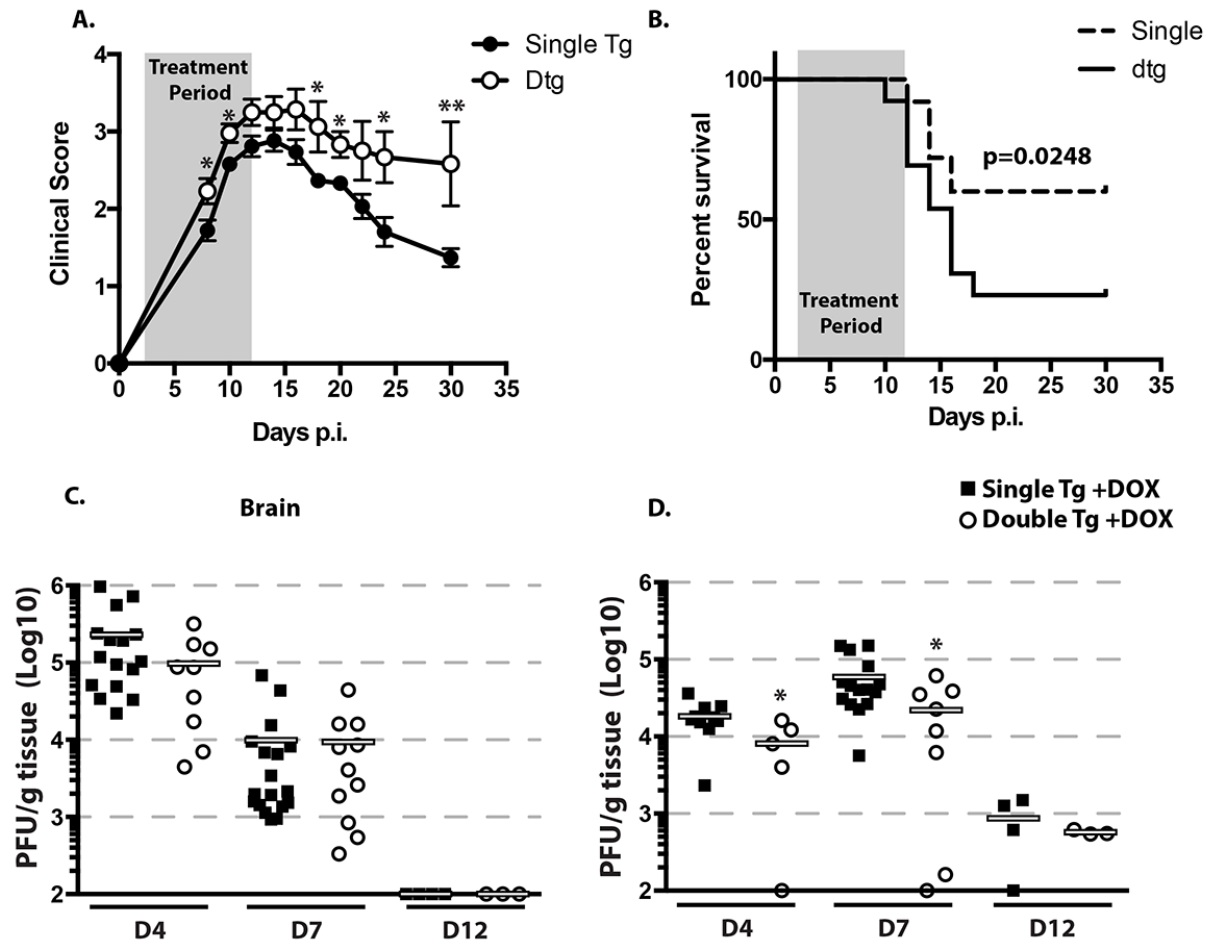 A.
Single Tg
Dtg
Treatment
Period
*
*
*
*
*
**
Clinical Score
4
3
2
1
0
0 5 10 15 20 25 30 35
Days p.i.
B.
Single
dtg
p=0.0248
Treatment
Period
Percent survival
100
50
0
0 5 10 15 20 25 30 35
Days p.i.
C.
Brain
PFU/g tissue (Log10)
6
5
4
3
2
D4 D7 D12
D.
Single Tg +DOX
Double Tg +DOX
PFU/g tissue (Log10)
6
5
4
3
2
*
*
D4 D7 D12